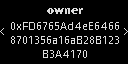 owner
0xFD6765Ad4eE6466
< 8701356a16aB28B123 >
B3A4170